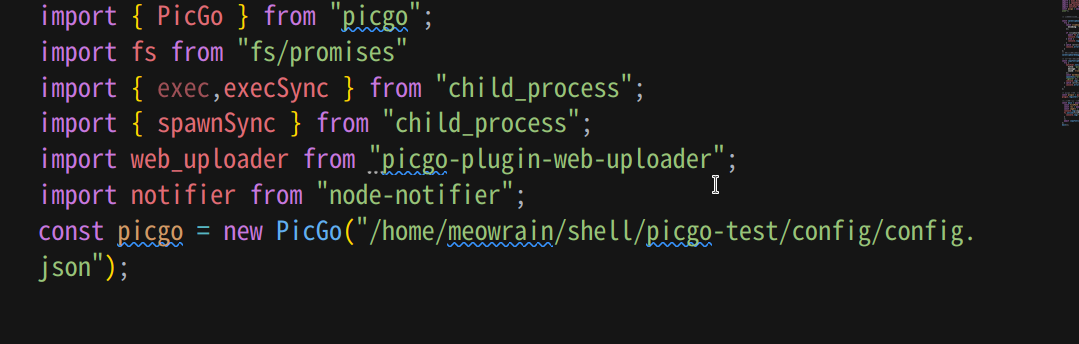 import { PicGo } from "picgo";
import fs from "fs/promises"
import { exec,execSync } from "child_process";
import { spawnSync } from "child_process";
import web_uploader from "picgo-plugin-web-uploader";
import notifier from "node-notifier";
const picgo = new PicGo("/home/meowrain/shell/picgo-test/config/config.
json");